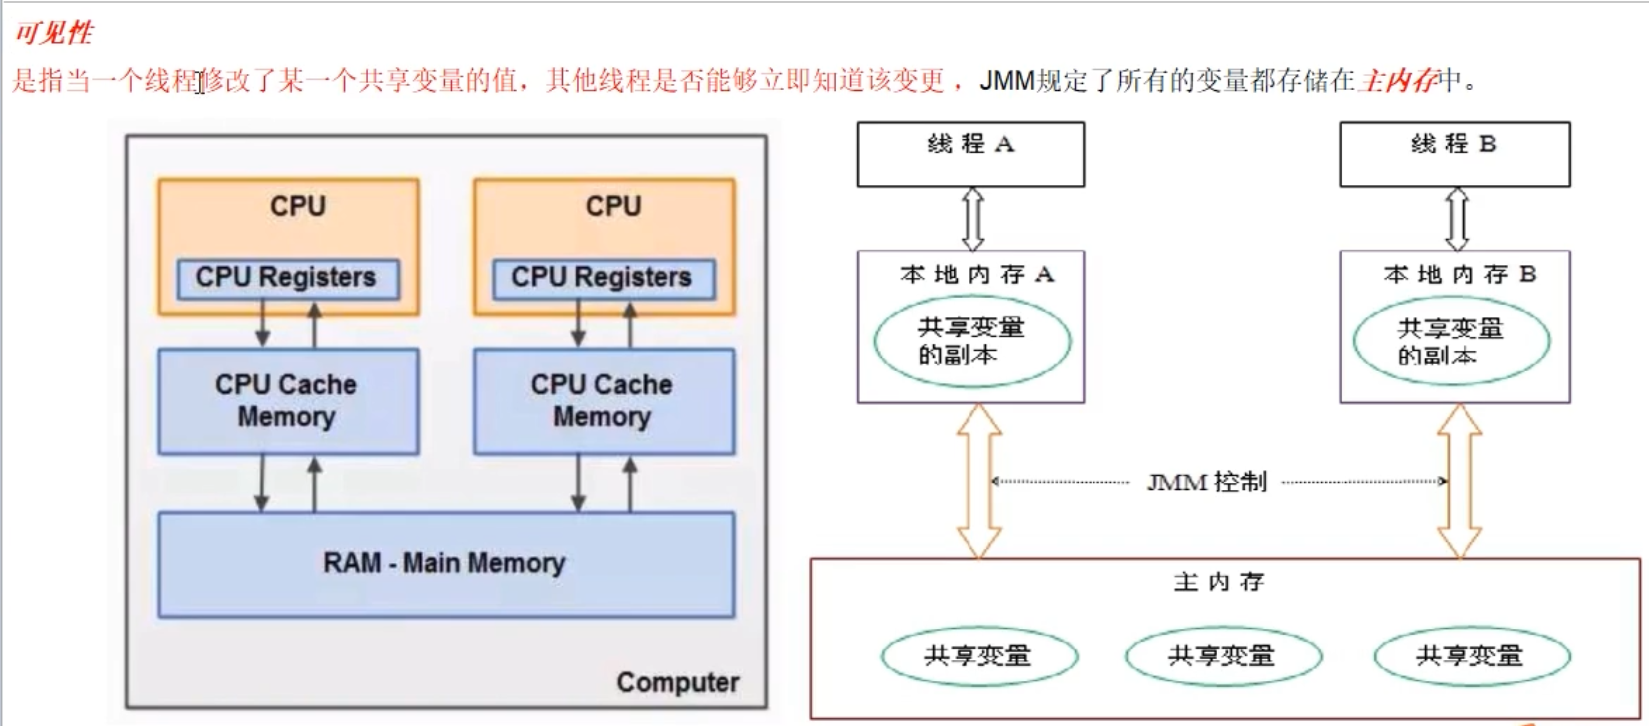 可见性
是指当一个线程修改了某一个共享变量的值，其他线程是否能够立即知道该变更 ，JMM规定了所有的变量都存储在主内存中。
CPU
CPU Registers
CPU Cache
Memory
CPU
CPU Registers
CPU Cache
Memory
RAM - Main Memory
Computer
线程 A
线程 B
本地内存 A
共享变量
的副本
本地内存 B
共享变量
的副本
JMM 控制
主内存
共享变量
共享变量
共享变量